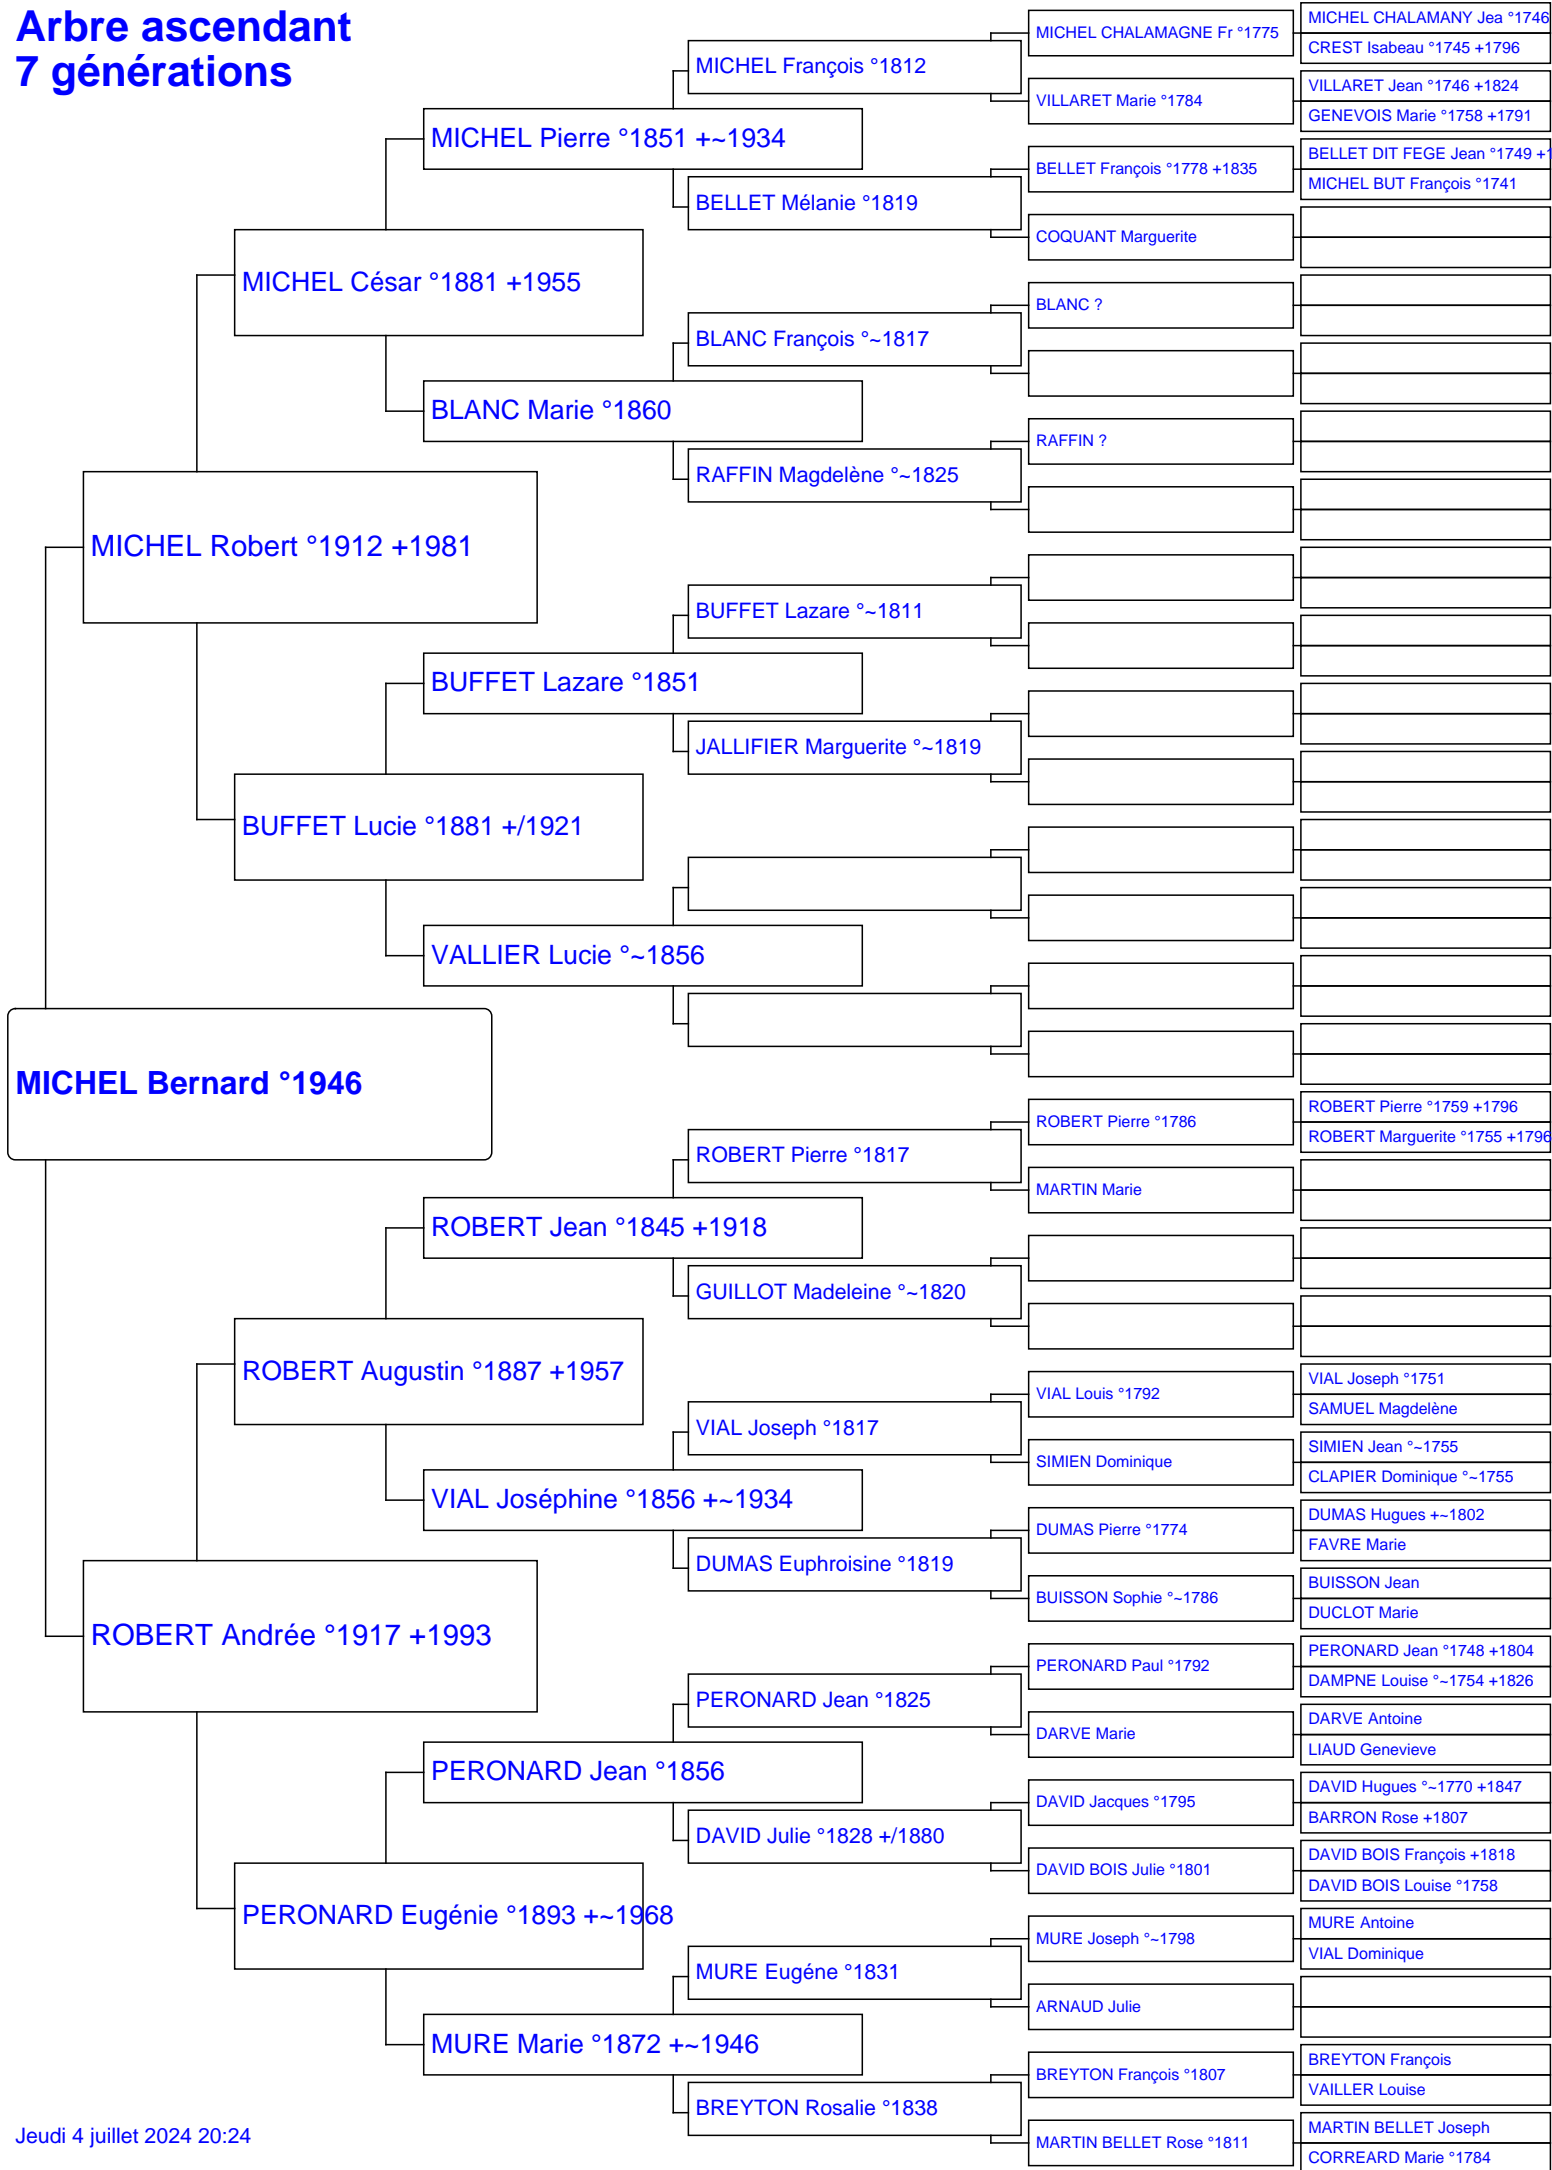 Arbre ascendant
7 générations
MICHEL Bernard °1946
MICHEL Robert °1912 +1981
ROBERT Andrée °1917 +1993
MICHEL César °1881 +1955
BUFFET Lucie °1881 +/1921
ROBERT Augustin °1887 +1957
PERONARD Eugénie °1893 +~1968
MICHEL Pierre °1851 +~1934
BLANC Marie °1860
BUFFET Lazare °1851
VALLIER Lucie °~1856
ROBERT Jean °1845 +1918
VIAL Joséphine °1856 +~1934
PERONARD Jean °1856
MURE Marie °1872 +~1946
MICHEL François °1812
BELLET Mélanie °1819
BLANC François °~1817
RAFFIN Magdelène °~1825
BUFFET Lazare °~1811
JALLIFIER Marguerite °~1819
ROBERT Pierre °1817
GUILLOT Madeleine °~1820
VIAL Joseph °1817
DUMAS Euphroisine °1819
PERONARD Jean °1825
DAVID Julie °1828 +/1880
MURE Eugéne °1831
BREYTON Rosalie °1838
MICHEL CHALAMAGNE Fr °1775
VILLARET Marie °1784
BELLET François °1778 +1835
COQUANT Marguerite
BLANC ?
RAFFIN ?
ROBERT Pierre °1786
MARTIN Marie
VIAL Louis °1792
SIMIEN Dominique
DUMAS Pierre °1774
BUISSON Sophie °~1786
PERONARD Paul °1792
DARVE Marie
DAVID Jacques °1795
DAVID BOIS Julie °1801
MURE Joseph °~1798
ARNAUD Julie
BREYTON François °1807
MARTIN BELLET Rose °1811
MICHEL CHALAMANY Jea °1746
CREST Isabeau °1745 +1796
VILLARET Jean °1746 +1824
GENEVOIS Marie °1758 +1791
BELLET DIT FEGE Jean °1749 +1
MICHEL BUT François °1741
ROBERT Pierre °1759 +1796
ROBERT Marguerite °1755 +1796
VIAL Joseph °1751
SAMUEL Magdelène
SIMIEN Jean °~1755
CLAPIER Dominique °~1755
DUMAS Hugues +~1802
FAVRE Marie
BUISSON Jean
DUCLOT Marie
PERONARD Jean °1748 +1804
DAMPNE Louise °~1754 +1826
DARVE Antoine
LIAUD Genevieve
DAVID Hugues °~1770 +1847
BARRON Rose +1807
DAVID BOIS François +1818
DAVID BOIS Louise °1758
MURE Antoine
VIAL Dominique
BREYTON François
VAILLER Louise
MARTIN BELLET Joseph
CORREARD Marie °1784
Jeudi 4 juillet 2024 20:24